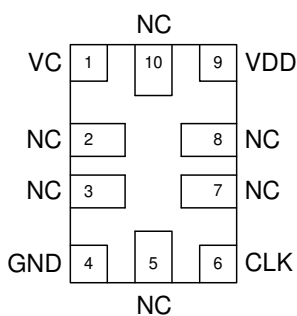 NC
VC 1 10 9 VDD
NC 2 8 NC
NC 3 7 NC
GND 4 5 6 CLK
NC